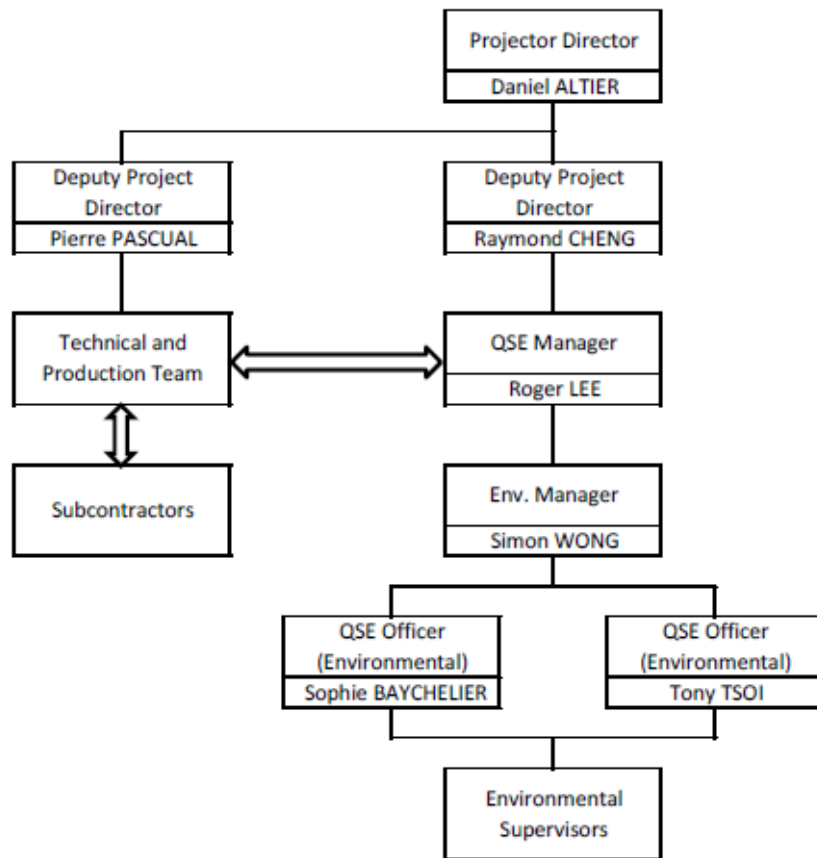 Projector Director
Daniel ALTIER
Deputy Project
Director
Pierre PASCUAL
Deputy Project
Director
Raymond CHENG
Technical and
Production Team
QSE Manager
Roger LEE
Subcontractors
Env. Manager
Simon WONG
QSE Officer
(Environmental)
Sophie BAYCHELIER
QSE Officer
(Environmental)
Tony TSOI
Environmental
Supervisors